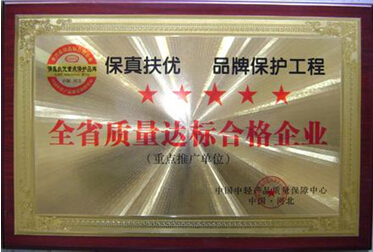 保真扶优 品牌保护工程
★★★★★
全省质量达标合格企业
(重点推广单位)
中国中轻产品质量保障中心
中国·河北